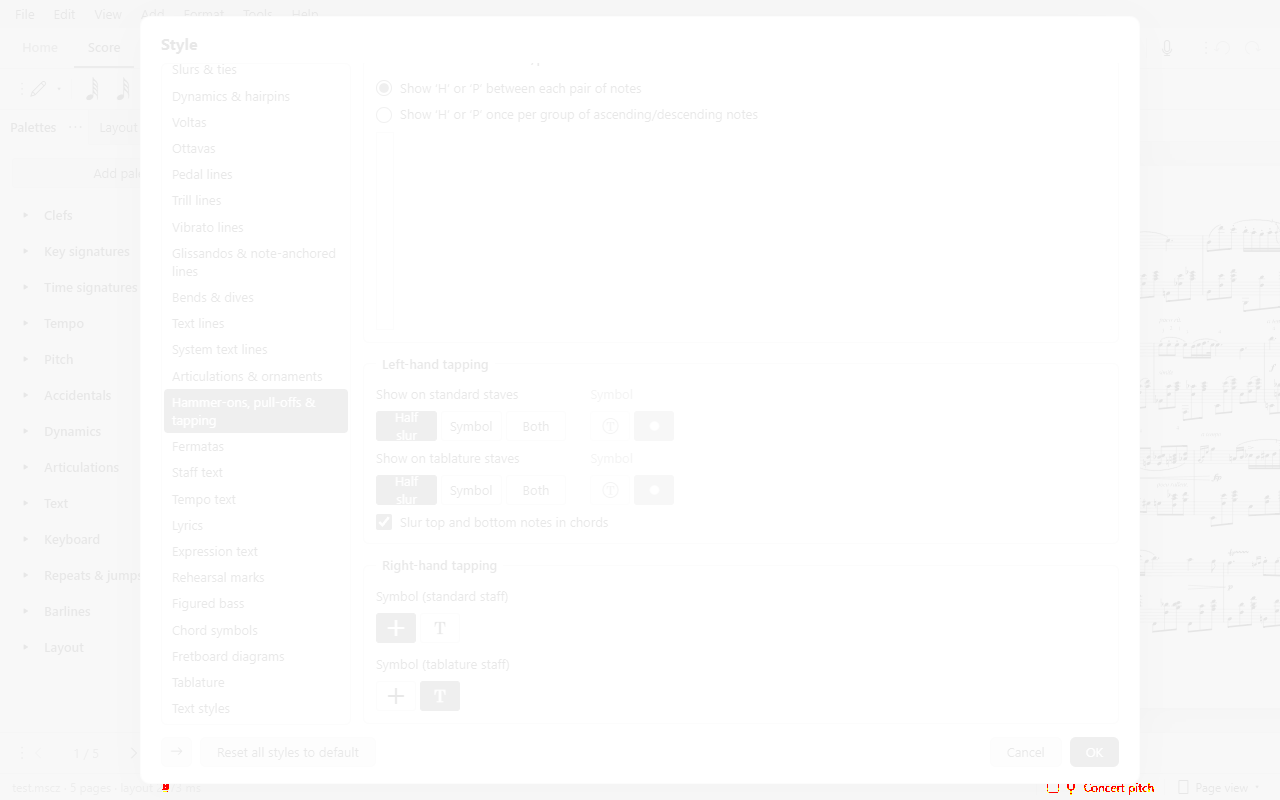 File Edit View Add Format Tools Help
Home Score
Style
Palettes Layout
Add pal
Clefs
Key signatures
Time signatures
Tempo
Pitch
Accidentals
Dynamics
Articulations
Text
Keyboard
Repeats & jumps
Barlines
Layout
Slurs & ties
Dynamics & hairpins
Voltas
Ottavas
Pedal lines
Trill lines
Vibrato lines
Glissandos & note-anchored
lines
Bends & dives
Text lines
System text lines
Articulations & ornaments
Hammer-ons, pull-offs &
tapping
Fermatas
Staff text
Tempo text
Lyrics
Expression text
Rehearsal marks
Figured bass
Chord symbols
Fretboard diagrams
Tablature
Text styles
Show 'H' or 'P' between each pair of notes
Show 'H' or 'P' once per group of ascending/descending notes
Left-hand tapping
Show on standard staves Symbol
Half
slur Symbol Both T
Show on tablature staves Symbol
Half
slur Symbol Both T
Slur top and bottom notes in chords
Right-hand tapping
Symbol (standard staff)
T
Symbol (tablature staff)
T
Reset all styles to default Cancel OK
1 / 5
test.mscz · 5 pages · layout ms
Concert pitch Page view